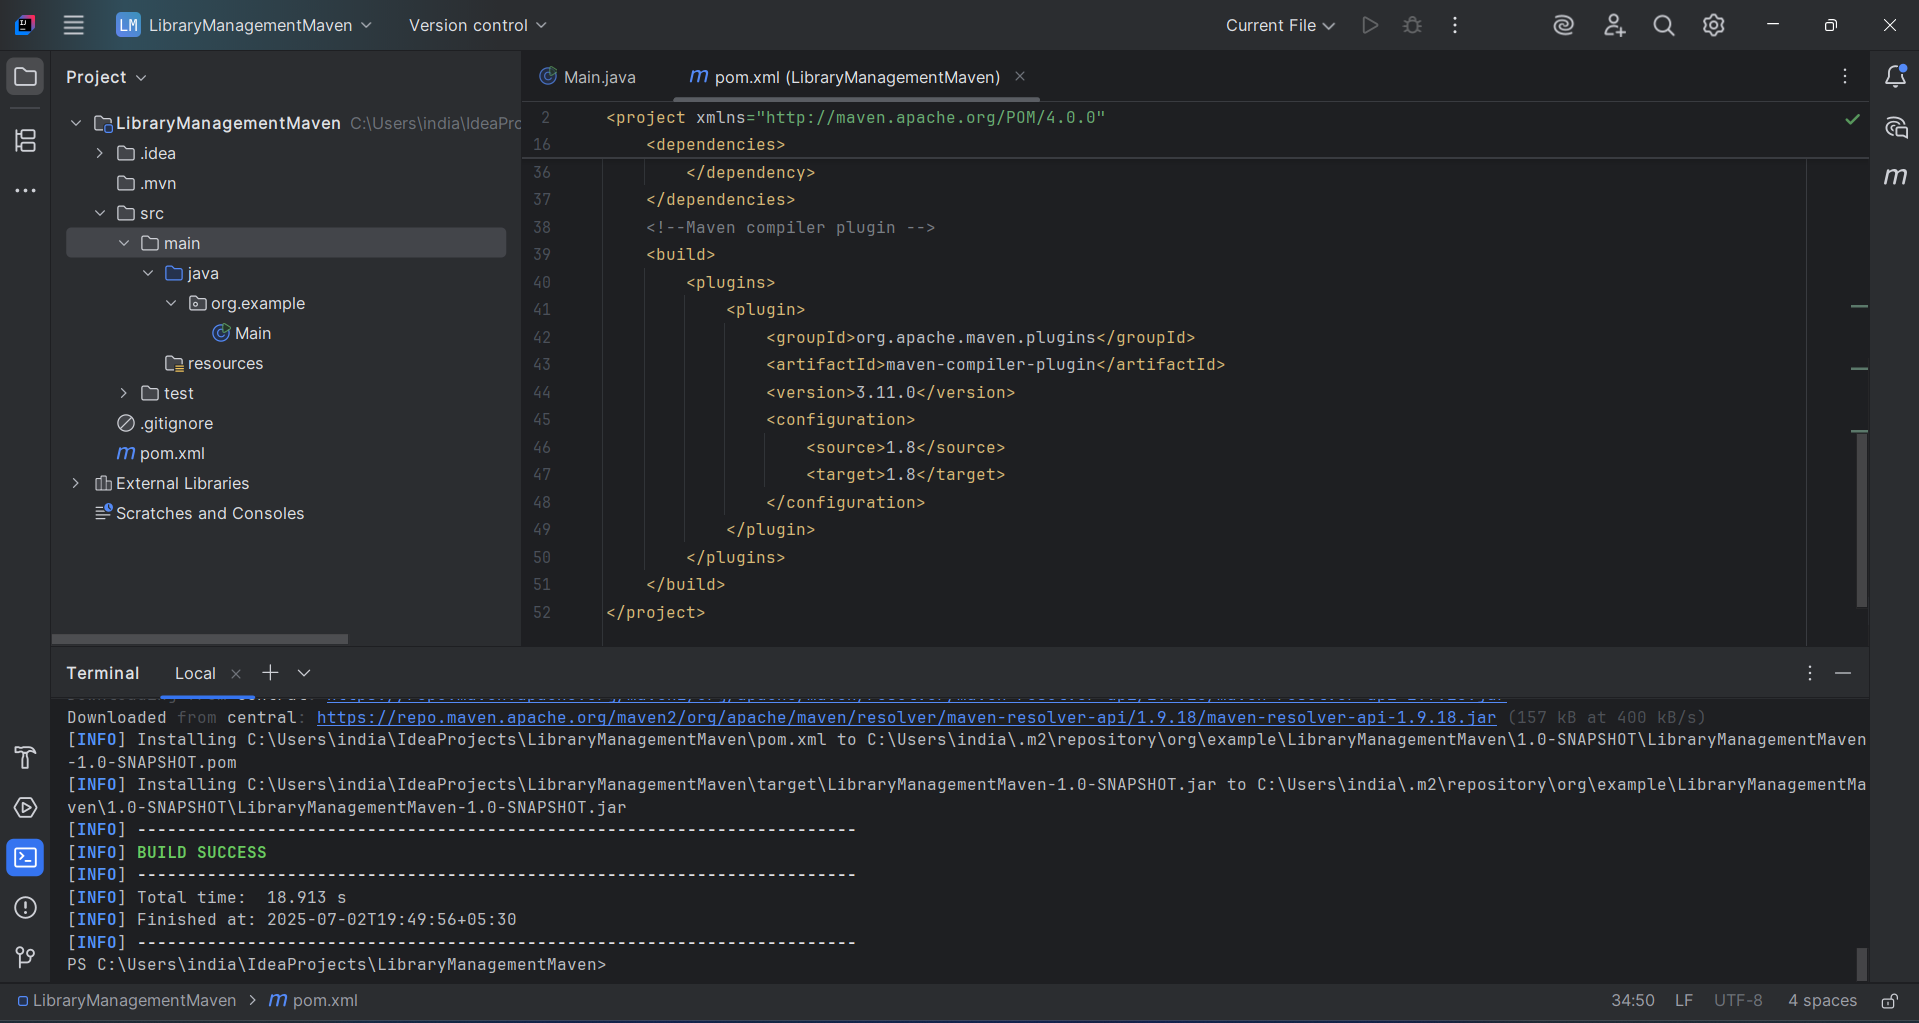 LM LibraryManagementMaven Version control Current File
Project
Main.java m pom.xml (LibraryManagementMaven)
LibraryManagementMaven C:\Users\india\IdeaPro
.idea
.mvn
src
main
java
org.example
Main
resources
test
.gitignore
m pom.xml
External Libraries
Scratches and Consoles
2 <project xmlns="http://maven.apache.org/POM/4.0.0"
16 <dependencies>
36 </dependency>
37 </dependencies>
38 <!--Maven compiler plugin -->
39 <build>
40 <plugins>
41 <plugin>
42 <groupId>org.apache.maven.plugins</groupId>
43 <artifactId>maven-compiler-plugin</artifactId>
44 <version>3.11.0</version>
45 <configuration>
46 <source>1.8</source>
47 <target>1.8</target>
48 </configuration>
49 </plugin>
50 </plugins>
51 </build>
52 </project>
m
Terminal Local
Downloaded from central: https://repo.maven.apache.org/maven2/org/apache/maven/resolver/maven-resolver-api/1.9.18/maven-resolver-api-1.9.18.jar (157 kB at 400 kB/s)
[INFO] Installing C:\Users\india\IdeaProjects\LibraryManagementMaven\pom.xml to C:\Users\india\.m2\repository\org\example\LibraryManagementMaven\1.0-SNAPSHOT\LibraryManagementMaven
-1.0-SNAPSHOT.pom
[INFO] Installing C:\Users\india\IdeaProjects\LibraryManagementMaven\target\LibraryManagementMaven-1.0-SNAPSHOT.jar to C:\Users\india\.m2\repository\org\example\LibraryManagementMa
ven\1.0-SNAPSHOT\LibraryManagementMaven-1.0-SNAPSHOT.jar
[INFO] ------------------------------------------------------------------------
[INFO] BUILD SUCCESS
[INFO] ------------------------------------------------------------------------
[INFO] Total time:  18.913 s
[INFO] Finished at: 2025-07-02T19:49:56+05:30
[INFO] ------------------------------------------------------------------------
PS C:\Users\india\IdeaProjects\LibraryManagementMaven>
LibraryManagementMaven > m pom.xml 34:50 LF UTF-8 4 spaces